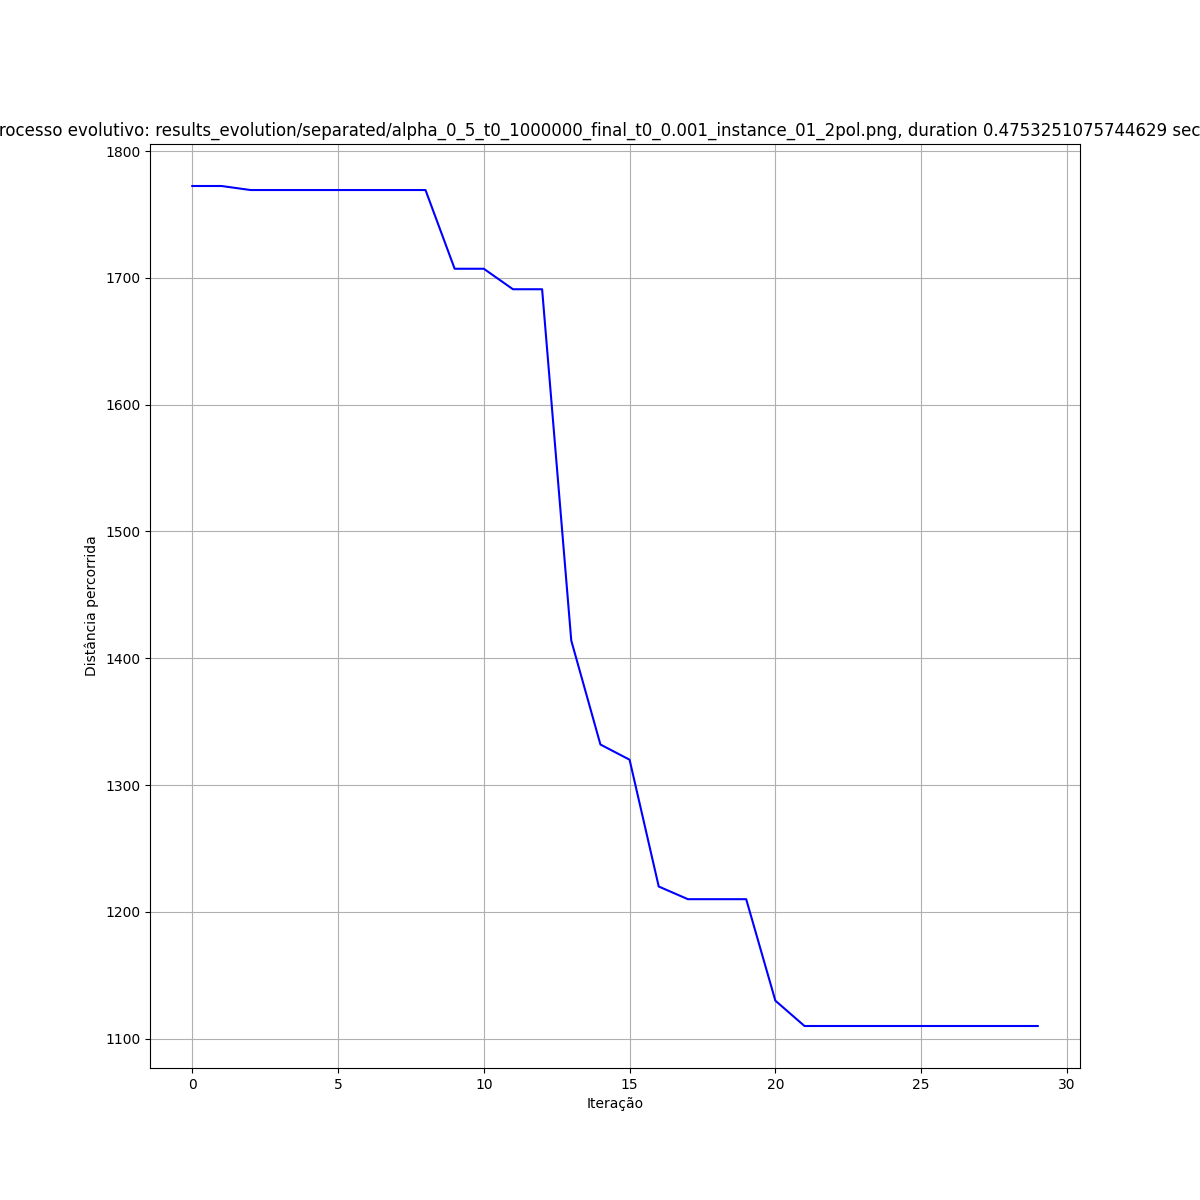 rocesso evolutivo: results_evolution/separated/alpha_0_5_t0_1000000_final_t0_0.001_instance_01_2pol.png, duration 0.4753251075744629 sec
1800
1700
1600
1500
1400
1300
1200
1100
Distância percorrida
0 5 10 15 20 25 30
Iteração